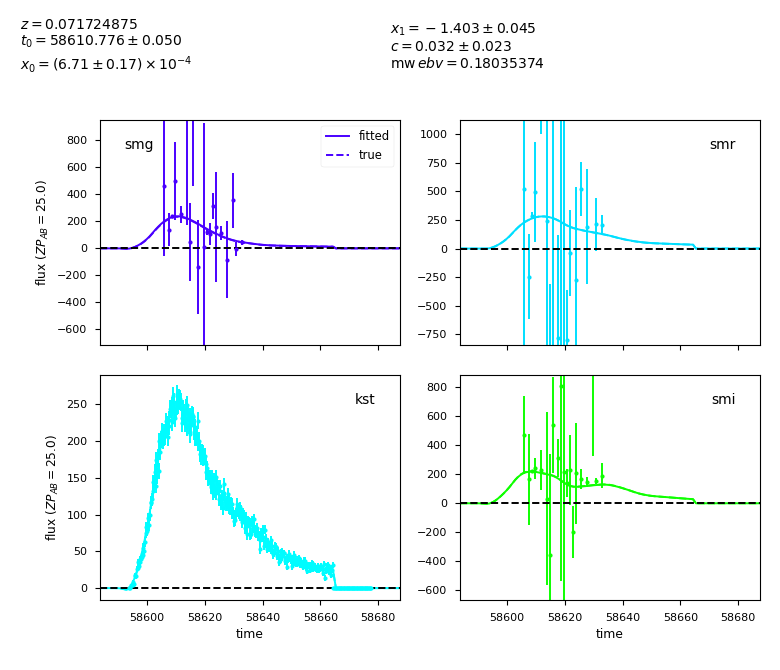 z = 0.071724875
t₀ = 58610.776 ± 0.050
x₀ = (6.71 ± 0.17) × 10⁻⁴
x₁ = −1.403 ± 0.045
c = 0.032 ± 0.023
mw ebv = 0.18035374
smg
fitted
true
800
600
400
200
0
−200
−400
−600
flux (ZP_AB = 25.0)
smr
1000
750
500
250
0
−250
−500
−750
kst
250
200
150
100
50
0
flux (ZP_AB = 25.0)
58600 58620 58640 58660 58680
time
smi
800
600
400
200
0
−200
−400
−600
58600 58620 58640 58660 58680
time